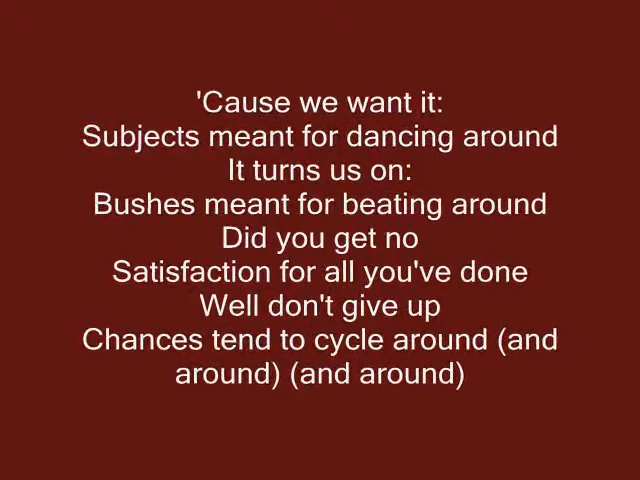 'Cause we want it:
Subjects meant for dancing around
It turns us on:
Bushes meant for beating around
Did you get no
Satisfaction for all you've done
Well don't give up
Chances tend to cycle around (and
around) (and around)